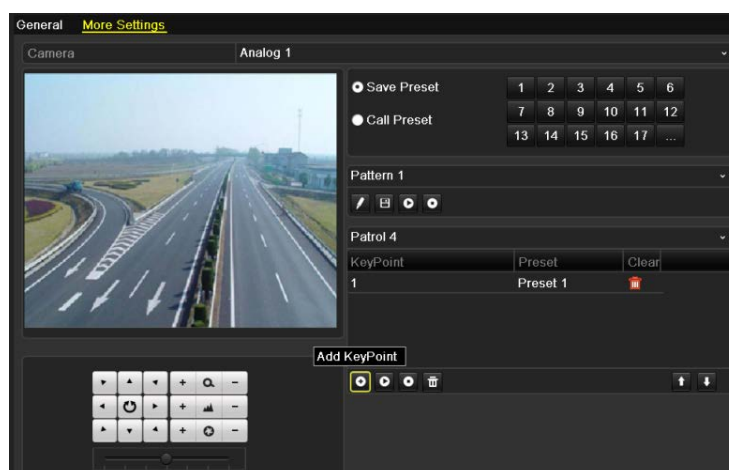 General More Settings
Camera Analog 1
Save Preset 1 2 3 4 5 6
Call Preset 7 8 9 10 11 12
13 14 15 16 17 ...
Pattern 1
Patrol 4
KeyPoint Preset Clear
1 Preset 1
Add KeyPoint